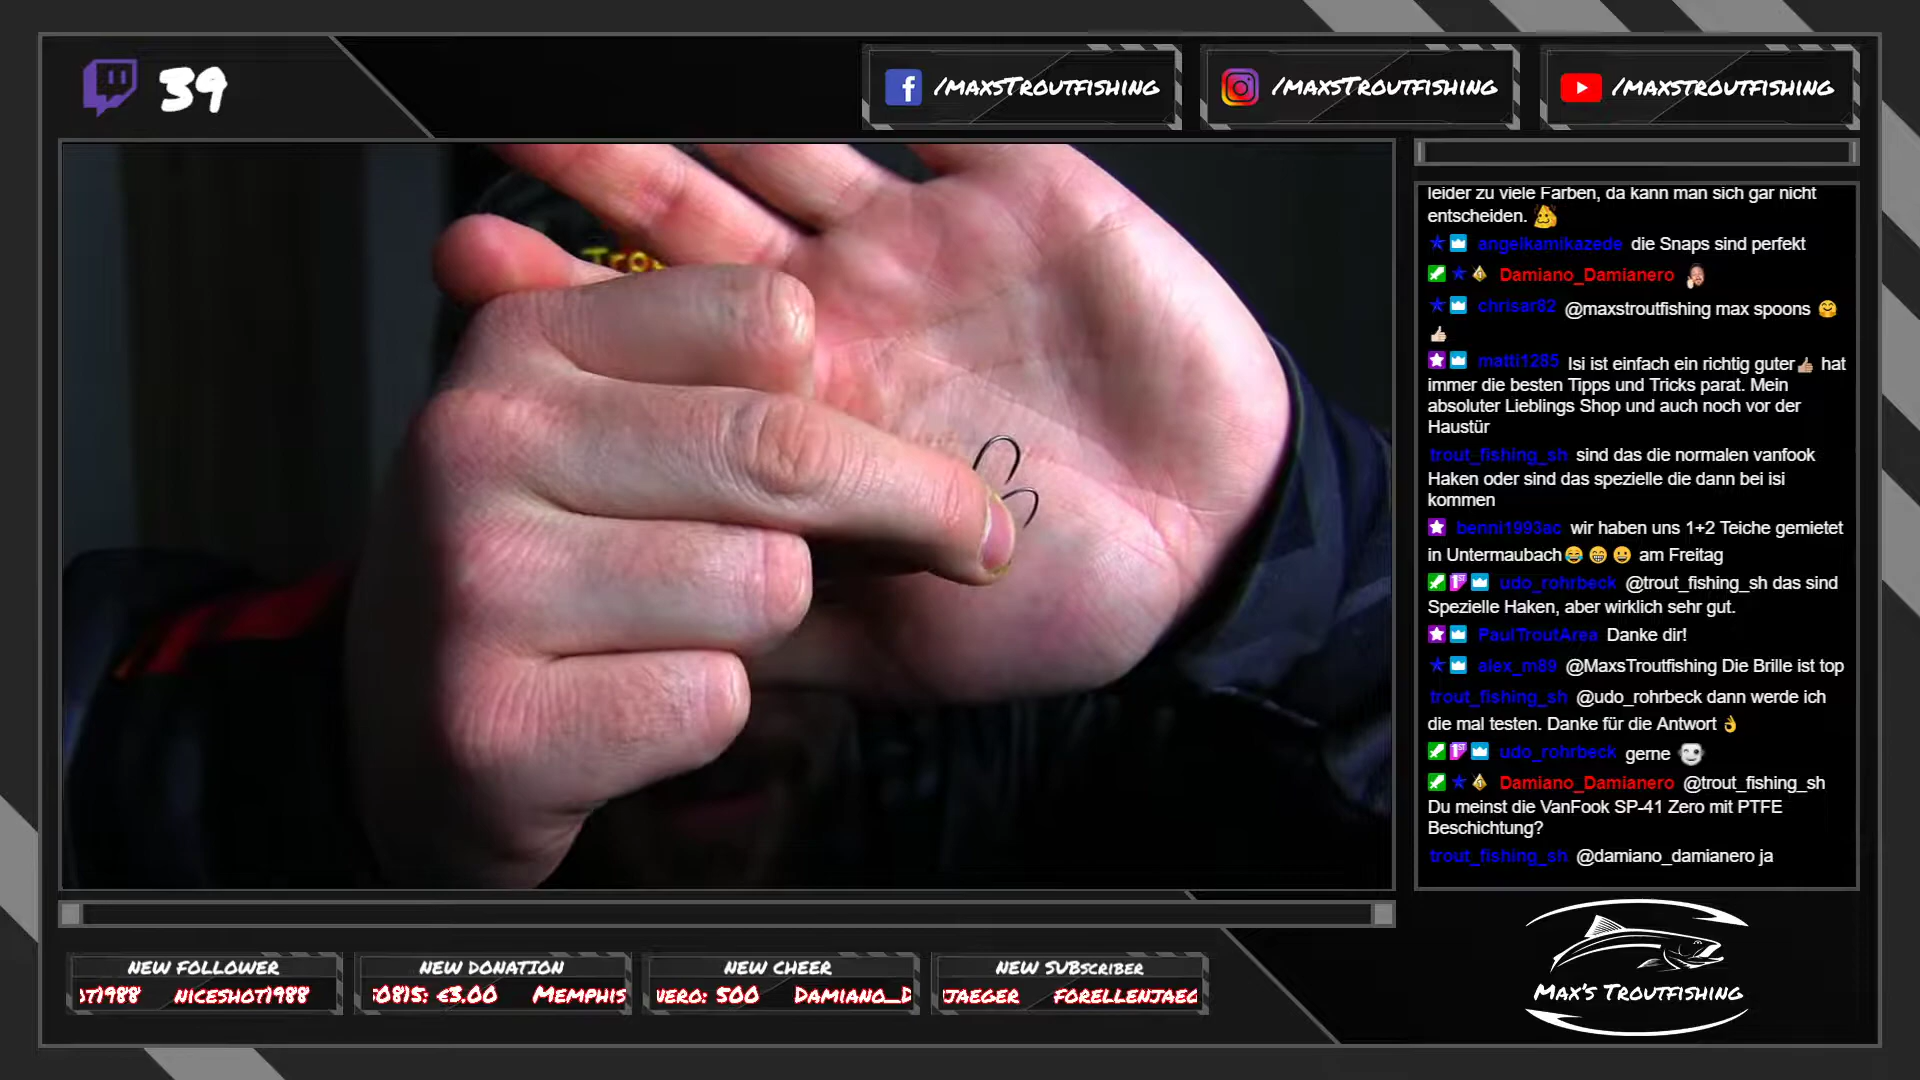 39
/MAXSTROUTFISHING
/MAXSTROUTFISHING
/MAXSTROUTFISHING
leider zu viele Farben, da kann man sich gar nicht
entscheiden.
angelkamikazede die Snaps sind perfekt
Damiano_Damianero
chrisar82 @maxstroutfishing max spoons 🤗
👍🏻
matti1285 Isi ist einfach ein richtig guter👍🏼 hat
immer die besten Tipps und Tricks parat. Mein
absoluter Lieblings Shop und auch noch vor der
Haustür
trout_fishing_sh sind das die normalen vanfook
Haken oder sind das spezielle die dann bei isi
kommen
benni1993ac wir haben uns 1+2 Teiche gemietet
in Untermaubach😂 😁 😀 am Freitag
udo_rohrbeck @trout_fishing_sh das sind
Spezielle Haken, aber wirklich sehr gut.
PaulTroutArea Danke dir!
alex_m89 @MaxsTroutfishing Die Brille ist top
trout_fishing_sh @udo_rohrbeck dann werde ich
die mal testen. Danke für die Antwort 👌
udo_rohrbeck gerne
Damiano_Damianero @trout_fishing_sh
Du meinst die VanFook SP-41 Zero mit PTFE
Beschichtung?
trout_fishing_sh @damiano_damianero ja
NEW FOLLOWER
ST1988 NICESHOT1988
NEW DONATION
0815: €3.00 MEMPHIS
NEW CHEER
NERO: 500 DAMIANO_D
NEW SUBSCRIBER
JAEGER FORELLENJAEG
MAX'S TROUTFISHING